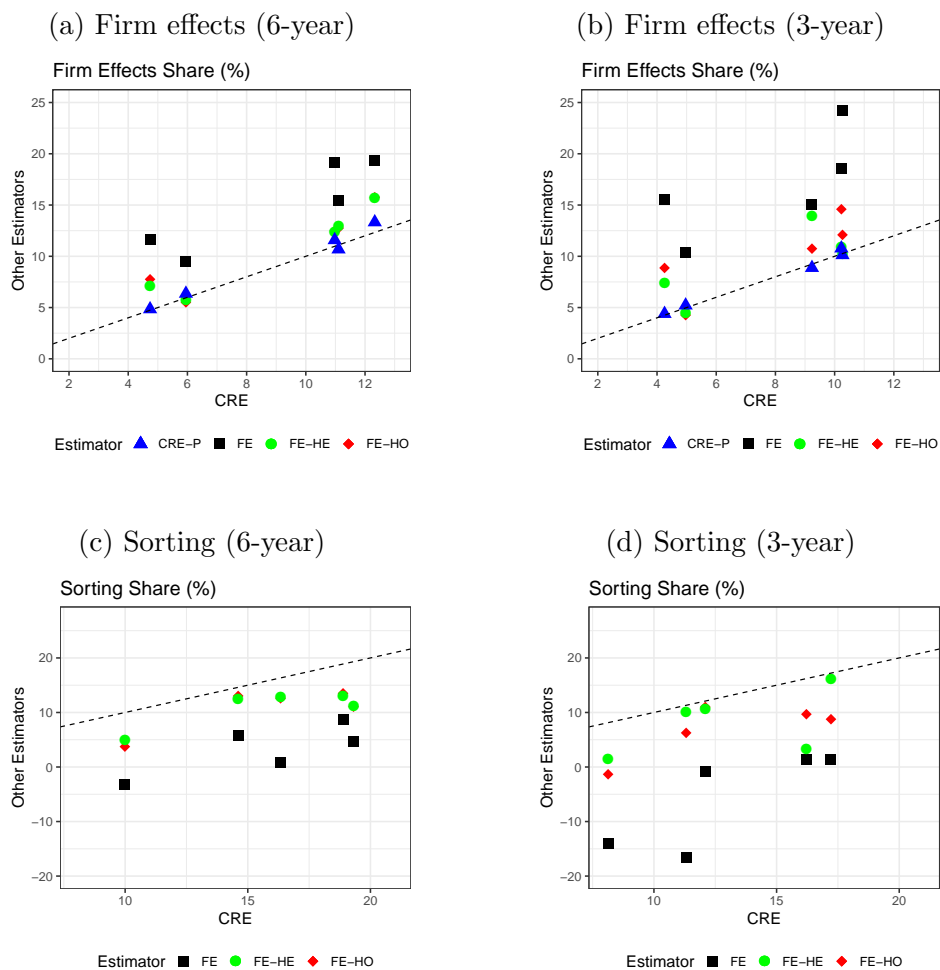 (a) Firm effects (6-year)
Firm Effects Share (%)
25
20
15
10
5
0
Other Estimators
2 4 6 8 10 12
CRE
Estimator CRE−P FE FE−HE FE−HO
(b) Firm effects (3-year)
Firm Effects Share (%)
25
20
15
10
5
0
Other Estimators
2 4 6 8 10 12
CRE
Estimator CRE−P FE FE−HE FE−HO
(c) Sorting (6-year)
Sorting Share (%)
20
10
0
−10
−20
Other Estimators
10 15 20
CRE
Estimator FE FE−HE FE−HO
(d) Sorting (3-year)
Sorting Share (%)
20
10
0
−10
−20
Other Estimators
10 15 20
CRE
Estimator FE FE−HE FE−HO